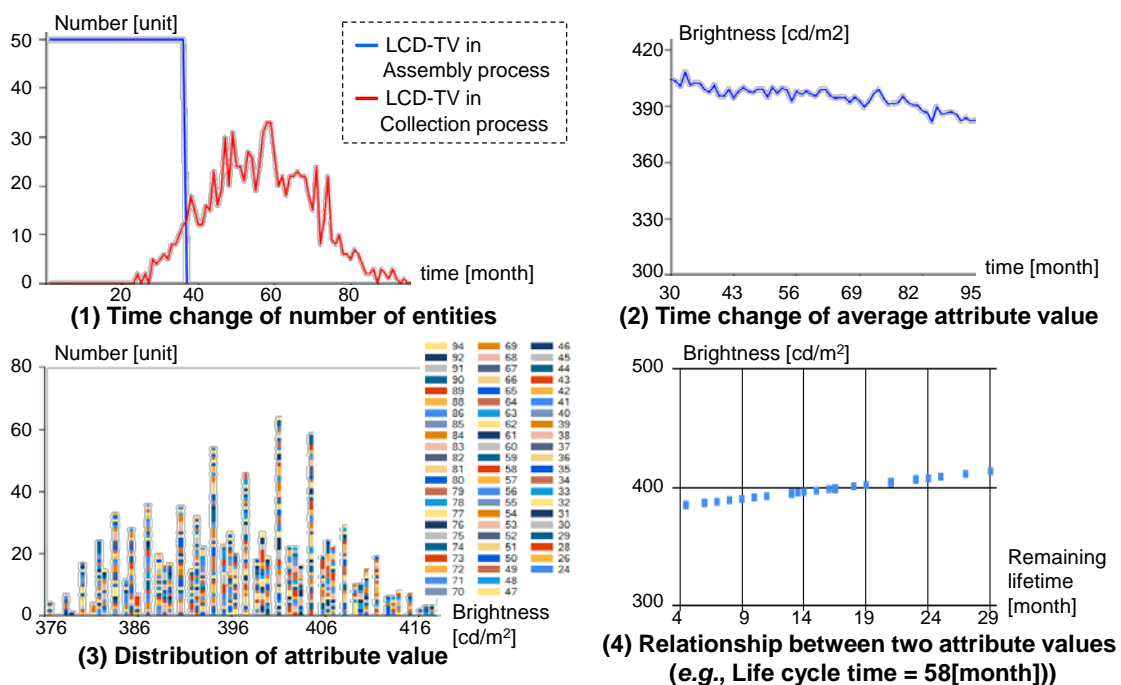 Number [unit]
50
40
30
20
10
0
20
40
60
80
time [month]
LCD-TV in
Assembly process
LCD-TV in
Collection process
(1) Time change of number of entities
Brightness [cd/m2]
420
390
360
330
300
30
43
56
69
82
95
time [month]
(2) Time change of average attribute value
Number [unit]
80
60
40
20
0
376
386
396
406
416
Brightness
[cd/m²]
94 69 46
92 68 45
91 67 44
90 66 43
89 65 42
88 64 41
86 63 40
85 62 39
84 61 38
83 60 37
82 59 36
81 58 35
80 57 34
79 56 33
78 55 32
77 54 31
76 53 30
75 52 29
74 51 28
73 50 26
72 49 24
71 48
70 47
(3) Distribution of attribute value
Brightness [cd/m²]
500
400
300
4
9
14
19
24
29
Remaining
lifetime
[month]
(4) Relationship between two attribute values
(e.g., Life cycle time = 58[month]))